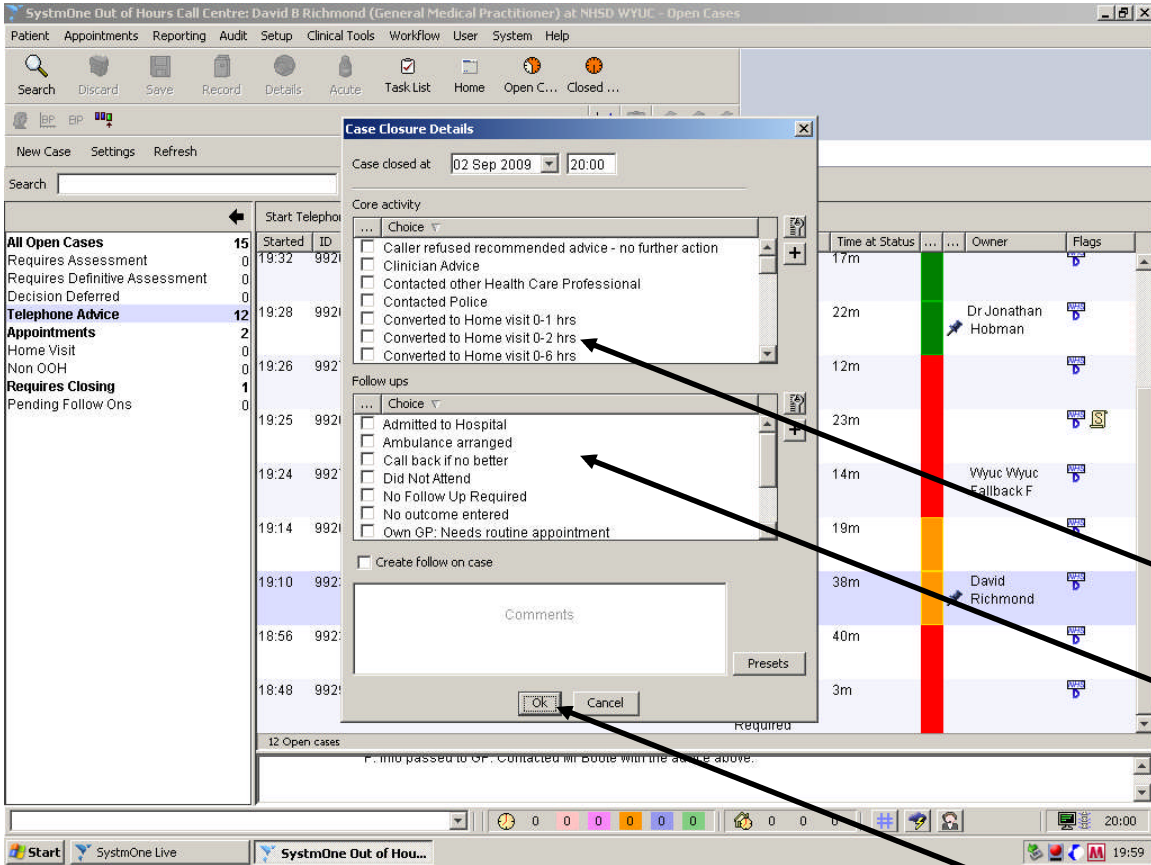 SystmOne Out of Hours Call Centre: David B Richmond (General Medical Practitioner) at NHSD WYUC - Open Cases
Patient Appointments Reporting Audit Setup Clinical Tools Workflow User System Help
Search Discard Save Record Details Acute Task List Home Open C... Closed ...
BP BP
New Case Settings Refresh
Search
All Open Cases 15
Requires Assessment 0
Requires Definitive Assessment 0
Decision Deferred 0
Telephone Advice 12
Appointments 2
Home Visit 0
Non OOH 0
Requires Closing 1
Pending Follow Ons 0
Case Closure Details
Case closed at 02 Sep 2009 20:00
Core activity
... Choice
Caller refused recommended advice - no further action
Clinician Advice
Contacted other Health Care Professional
Contacted Police
Converted to Home visit 0-1 hrs
Converted to Home visit 0-2 hrs
Converted to Home visit 0-6 hrs
Follow ups
... Choice
Admitted to Hospital
Ambulance arranged
Call back if no better
Did Not Attend
No Follow Up Required
No outcome entered
Own GP: Needs routine appointment
Create follow on case
Comments
Presets
Ok Cancel
Start Telepho
Started ID Time at Status ... ... Owner Flags
19:32 992 17m
19:28 992 22m Dr Jonathan
Hobman
19:26 992 12m
19:25 992 23m
19:24 992 14m Wyuc Wyuc
Fallback F
19:14 992 19m
19:10 992 38m David
Richmond
18:56 992 40m
18:48 992 3m
Required
12 Open cases
P: Info passed to GP. Contacted Mr Boote with the advice above.
0 0 0 0 0 0 0 0 0 20:00
Start SystmOne Live SystmOne Out of Hou... 19:59